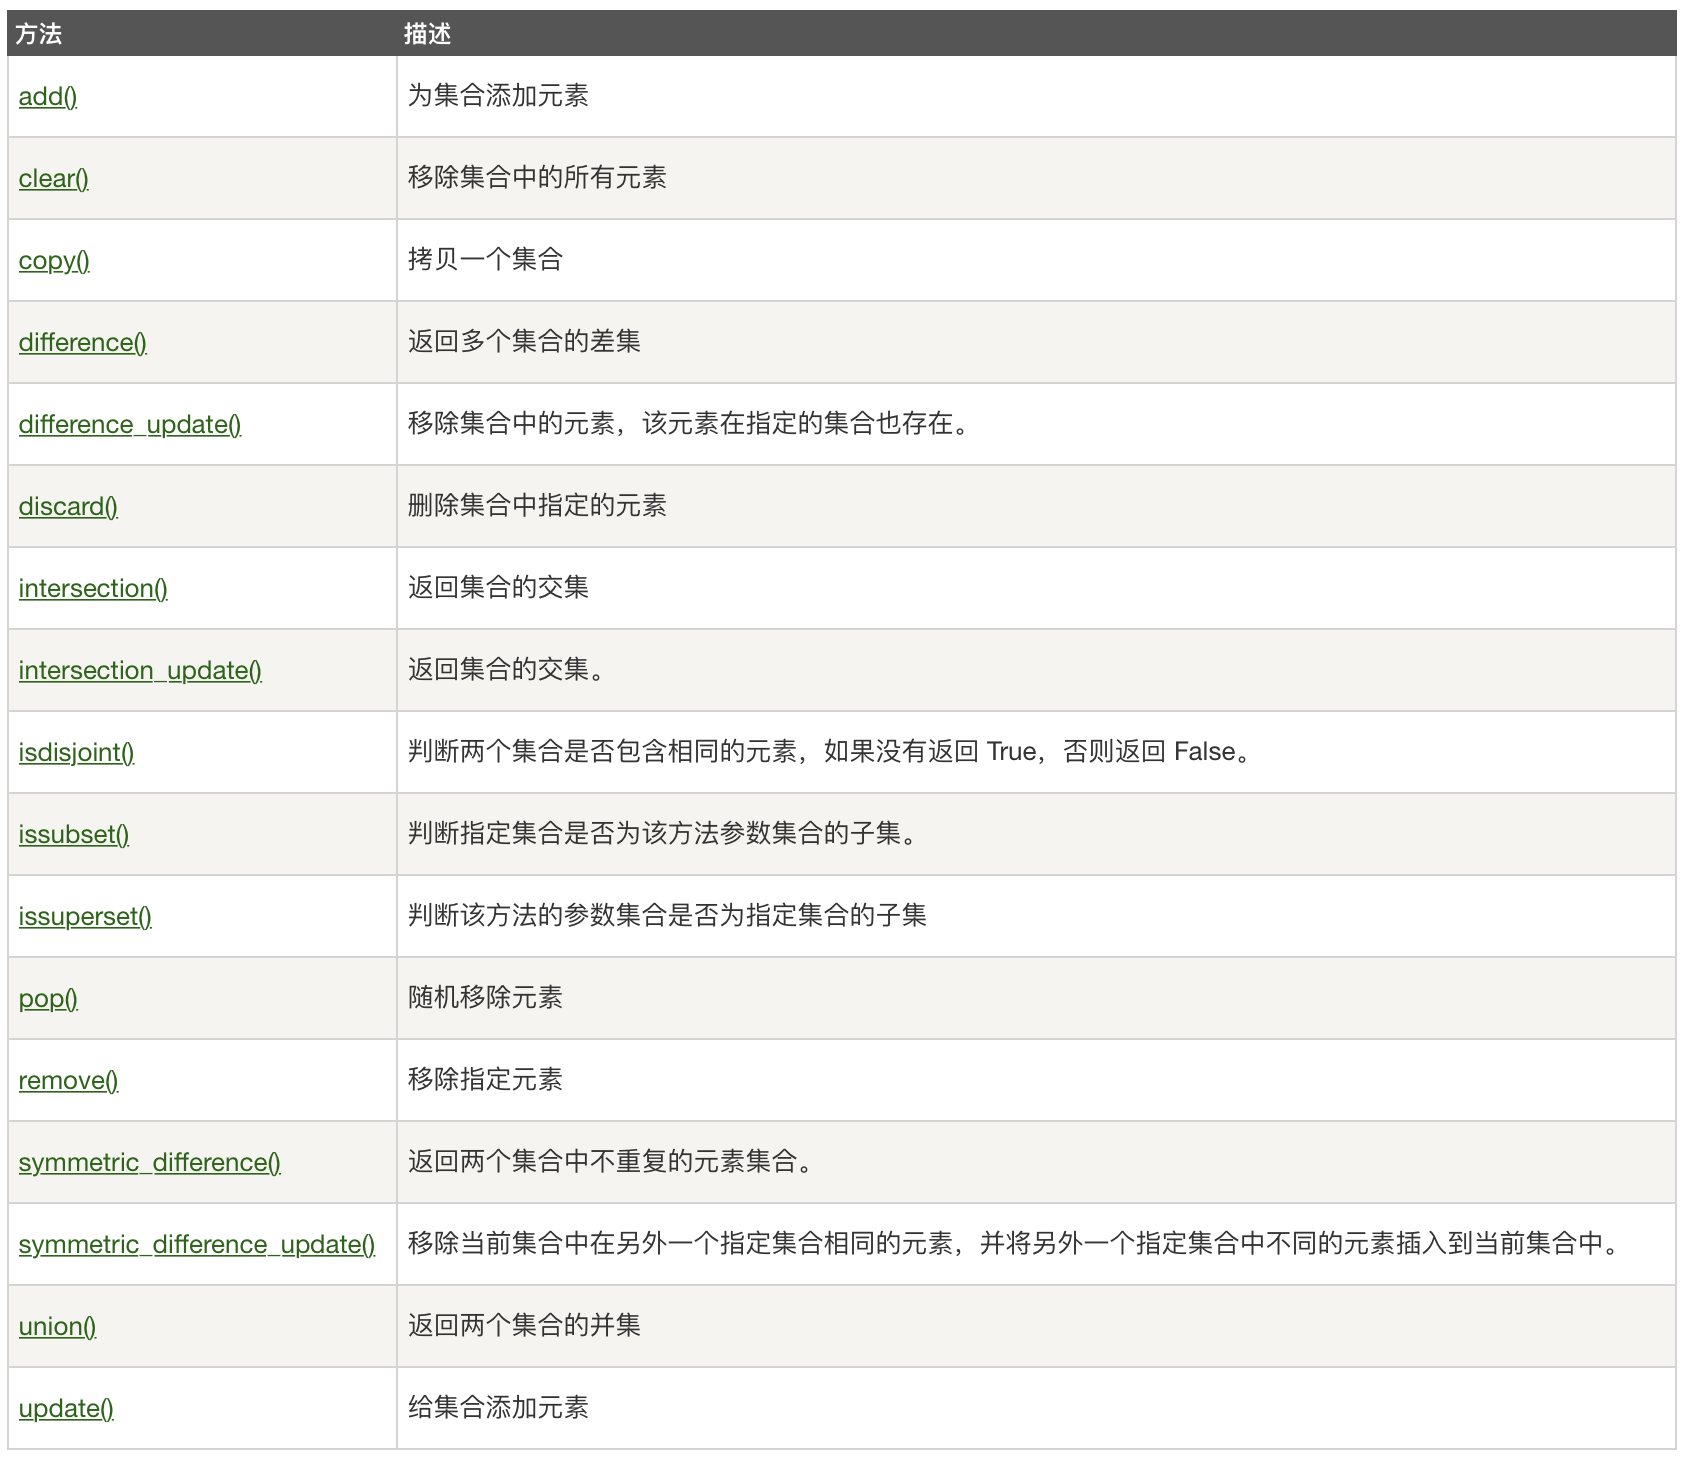 方法 描述
add() 为集合添加元素
clear() 移除集合中的所有元素
copy() 拷贝一个集合
difference() 返回多个集合的差集
difference_update() 移除集合中的元素，该元素在指定的集合也存在。
discard() 删除集合中指定的元素
intersection() 返回集合的交集
intersection_update() 返回集合的交集。
isdisjoint() 判断两个集合是否包含相同的元素，如果没有返回 True，否则返回 False。
issubset() 判断指定集合是否为该方法参数集合的子集。
issuperset() 判断该方法的参数集合是否为指定集合的子集
pop() 随机移除元素
remove() 移除指定元素
symmetric_difference() 返回两个集合中不重复的元素集合。
symmetric_difference_update() 移除当前集合中在另外一个指定集合相同的元素，并将另外一个指定集合中不同的元素插入到当前集合中。
union() 返回两个集合的并集
update() 给集合添加元素